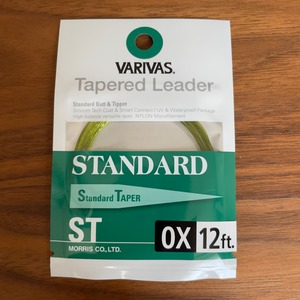 VARIVAS®
Tapered Leader
Standard Butt & Tippet
STANDARD
Standard TAPER
ST
MORRIS CO., LTD.
0X 12ft.